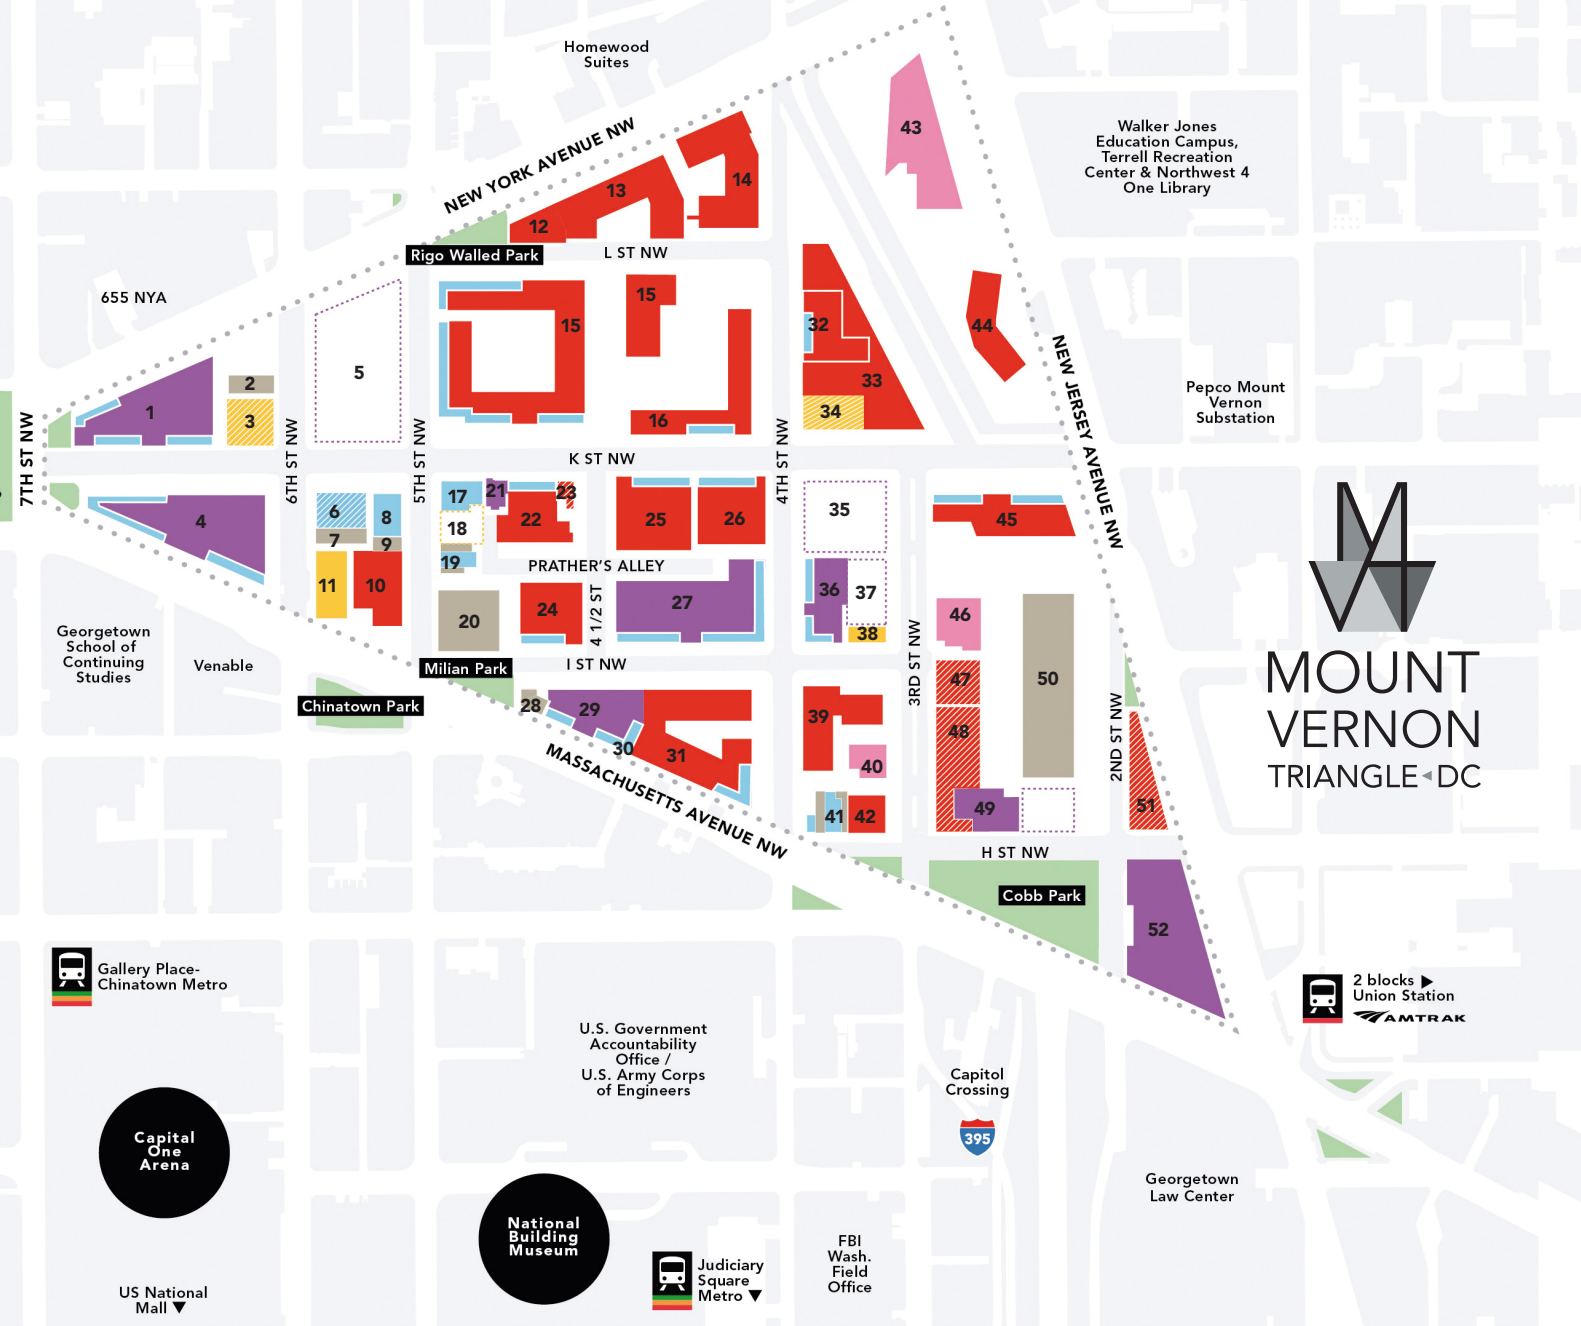 Homewood
Suites
NEW YORK AVENUE NW
43
Walker Jones
Education Campus,
Terrell Recreation
Center & Northwest 4
One Library
13
14
12
Rigo Walled Park
L ST NW
655 NYA
15
15
32
44
33
5
2
1
3
16
34
NEW JERSEY AVENUE NW
Pepco Mount
Vernon
Substation
7TH ST NW
6TH ST NW
5TH ST NW
K ST NW
4TH ST NW
4
6
8
7
9
11
10
17
21
23
18
22
19
25
26
35
45
PRATHER'S ALLEY
20
24
4 1/2 ST
27
36
37
38
46
3RD ST NW
Georgetown
School of
Continuing
Studies
Venable
Milian Park
I ST NW
Chinatown Park
28
29
30
31
39
40
41
42
47
48
49
50
2ND ST NW
51
MASSACHUSETTS AVENUE NW
H ST NW
Cobb Park
52
MOUNT
VERNON
TRIANGLE DC
Gallery Place-
Chinatown Metro
2 blocks
Union Station
AMTRAK
U.S. Government
Accountability
Office /
U.S. Army Corps
of Engineers
Capitol
Crossing
395
Capital
One
Arena
National
Building
Museum
Georgetown
Law Center
FBI
Wash.
Field
Office
Judiciary
Square
Metro
US National
Mall